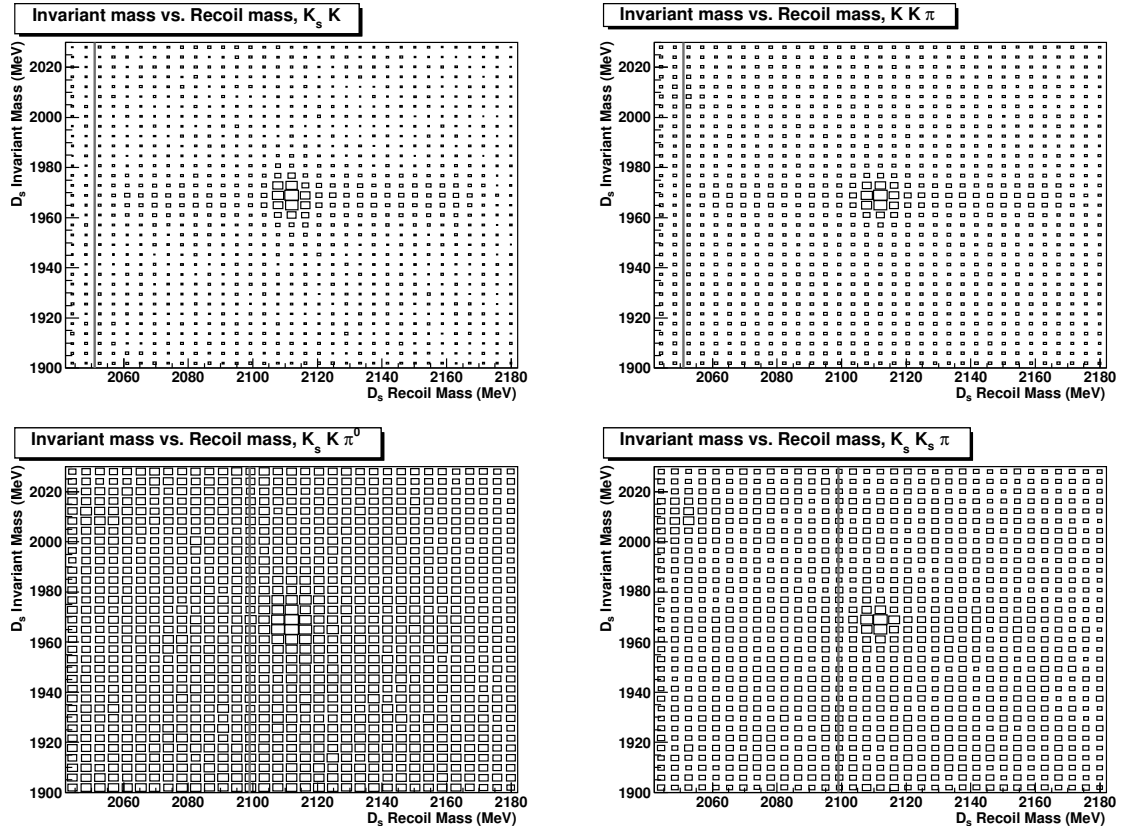 Invariant mass vs. Recoil mass, K_s K
D_s Invariant Mass (MeV)
2020
2000
1980
1960
1940
1920
1900
2060 2080 2100 2120 2140 2160 2180
D_s Recoil Mass (MeV)
Invariant mass vs. Recoil mass, K K π
D_s Invariant Mass (MeV)
2020
2000
1980
1960
1940
1920
1900
2060 2080 2100 2120 2140 2160 2180
D_s Recoil Mass (MeV)
Invariant mass vs. Recoil mass, K_s K π^0
D_s Invariant Mass (MeV)
2020
2000
1980
1960
1940
1920
1900
2060 2080 2100 2120 2140 2160 2180
D_s Recoil Mass (MeV)
Invariant mass vs. Recoil mass, K_s K_s π
D_s Invariant Mass (MeV)
2020
2000
1980
1960
1940
1920
1900
2060 2080 2100 2120 2140 2160 2180
D_s Recoil Mass (MeV)